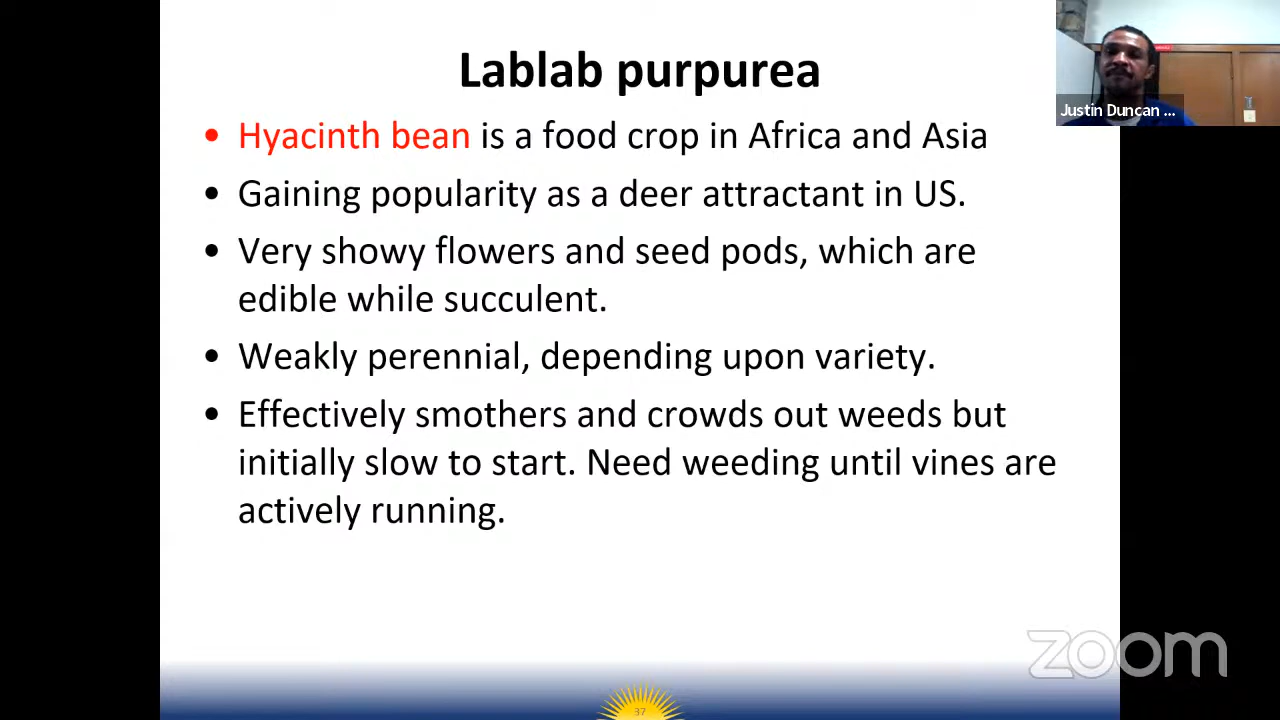 Lablab purpurea
• Hyacinth bean is a food crop in Africa and Asia
• Gaining popularity as a deer attractant in US.
• Very showy flowers and seed pods, which are
edible while succulent.
• Weakly perennial, depending upon variety.
• Effectively smothers and crowds out weeds but
initially slow to start. Need weeding until vines are
actively running.
Justin Duncan ...
zoom
37